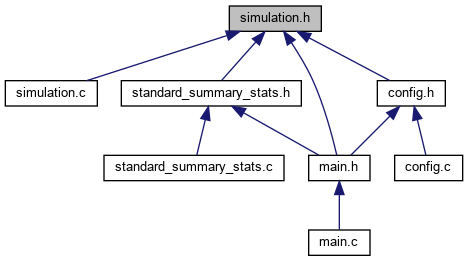 simulation.h
simulation.c
standard_summary_stats.h
config.h
standard_summary_stats.c
main.h
config.c
main.c